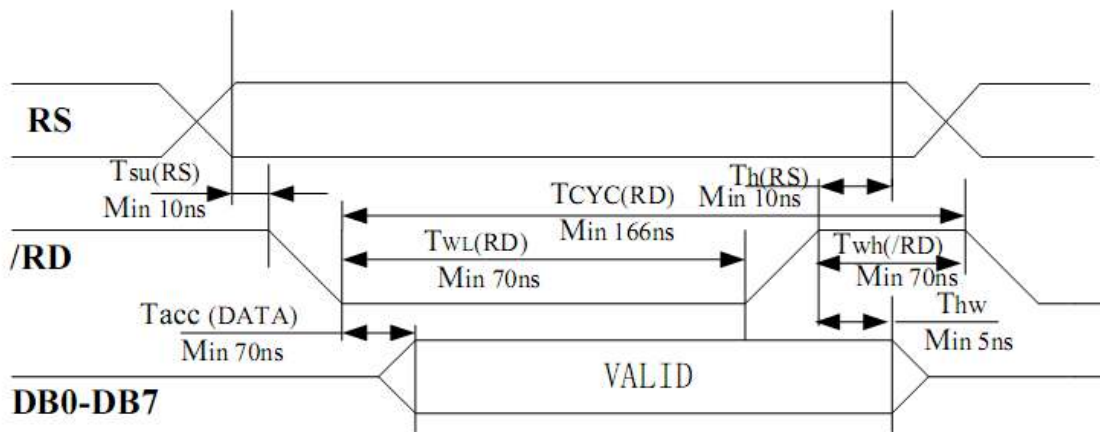 RS
Tsu(RS)
Min 10ns
Th(RS)
Min 10ns
TCYC(RD)
Min 166ns
/RD
TWL(RD)
Min 70ns
Twh(/RD)
Min 70ns
Tacc (DATA)
Min 70ns
Thw
Min 5ns
VALID
DB0-DB7